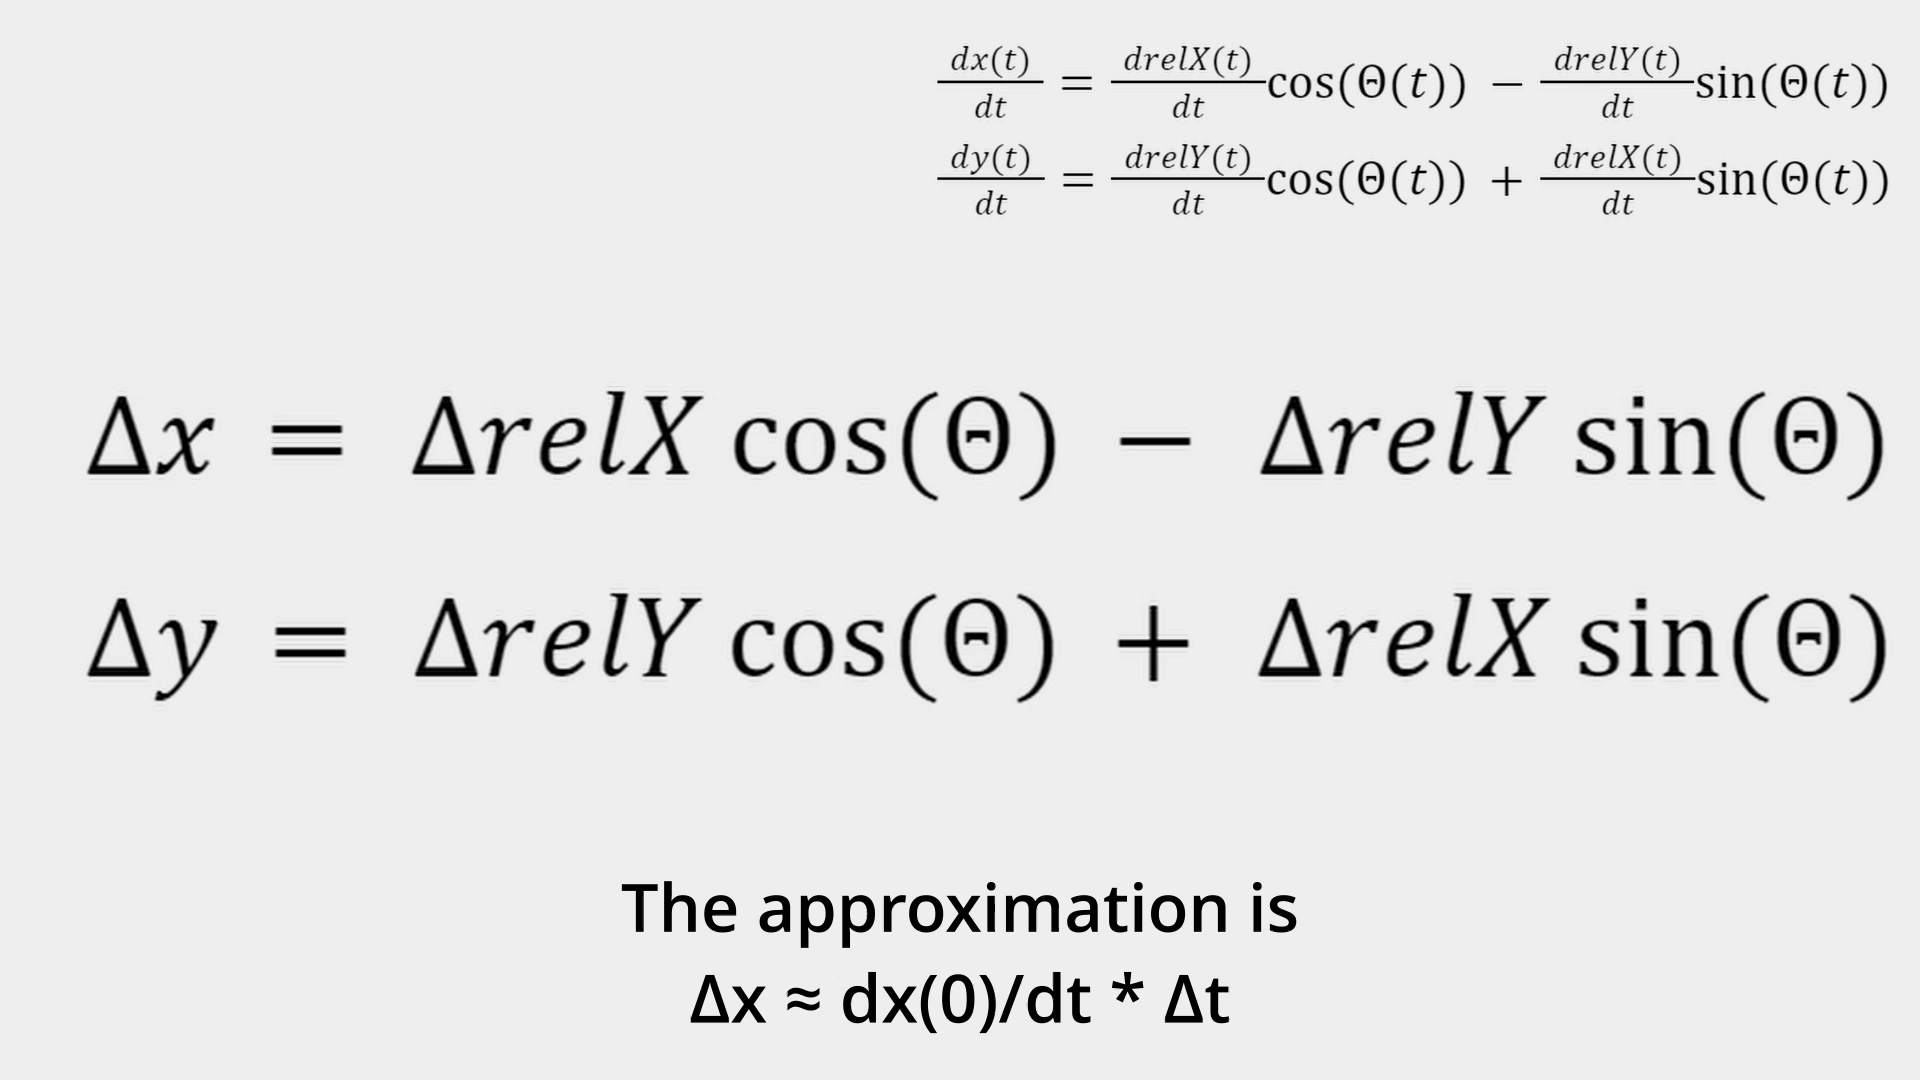 dx(t)/dt = drelX(t)/dt cos(Θ(t)) − drelY(t)/dt sin(Θ(t))
dy(t)/dt = drelY(t)/dt cos(Θ(t)) + drelX(t)/dt sin(Θ(t))
Δx = ΔrelX cos(Θ) − ΔrelY sin(Θ)
Δy = ΔrelY cos(Θ) + ΔrelX sin(Θ)
The approximation is
Δx ≈ dx(0)/dt * Δt